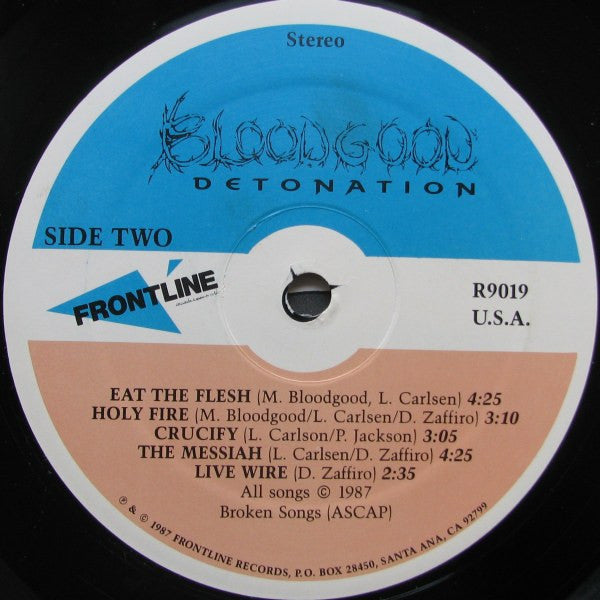 Stereo
BLOODGOOD
DETONATION
SIDE TWO
FRONTLINE
R9019
U.S.A.
EAT THE FLESH (M. Bloodgood, L. Carlsen) 4:25
HOLY FIRE (M. Bloodgood/L. Carlsen/D. Zaffiro) 3:10
CRUCIFY (L. Carlson/P. Jackson) 3:05
THE MESSIAH (L. Carlsen/D. Zaffiro) 4:25
LIVE WIRE (D. Zaffiro) 2:35
All songs © 1987
Broken Songs (ASCAP)
℗ & © 1987 FRONTLINE RECORDS, P.O. BOX 28450, SANTA ANA, CA 92799